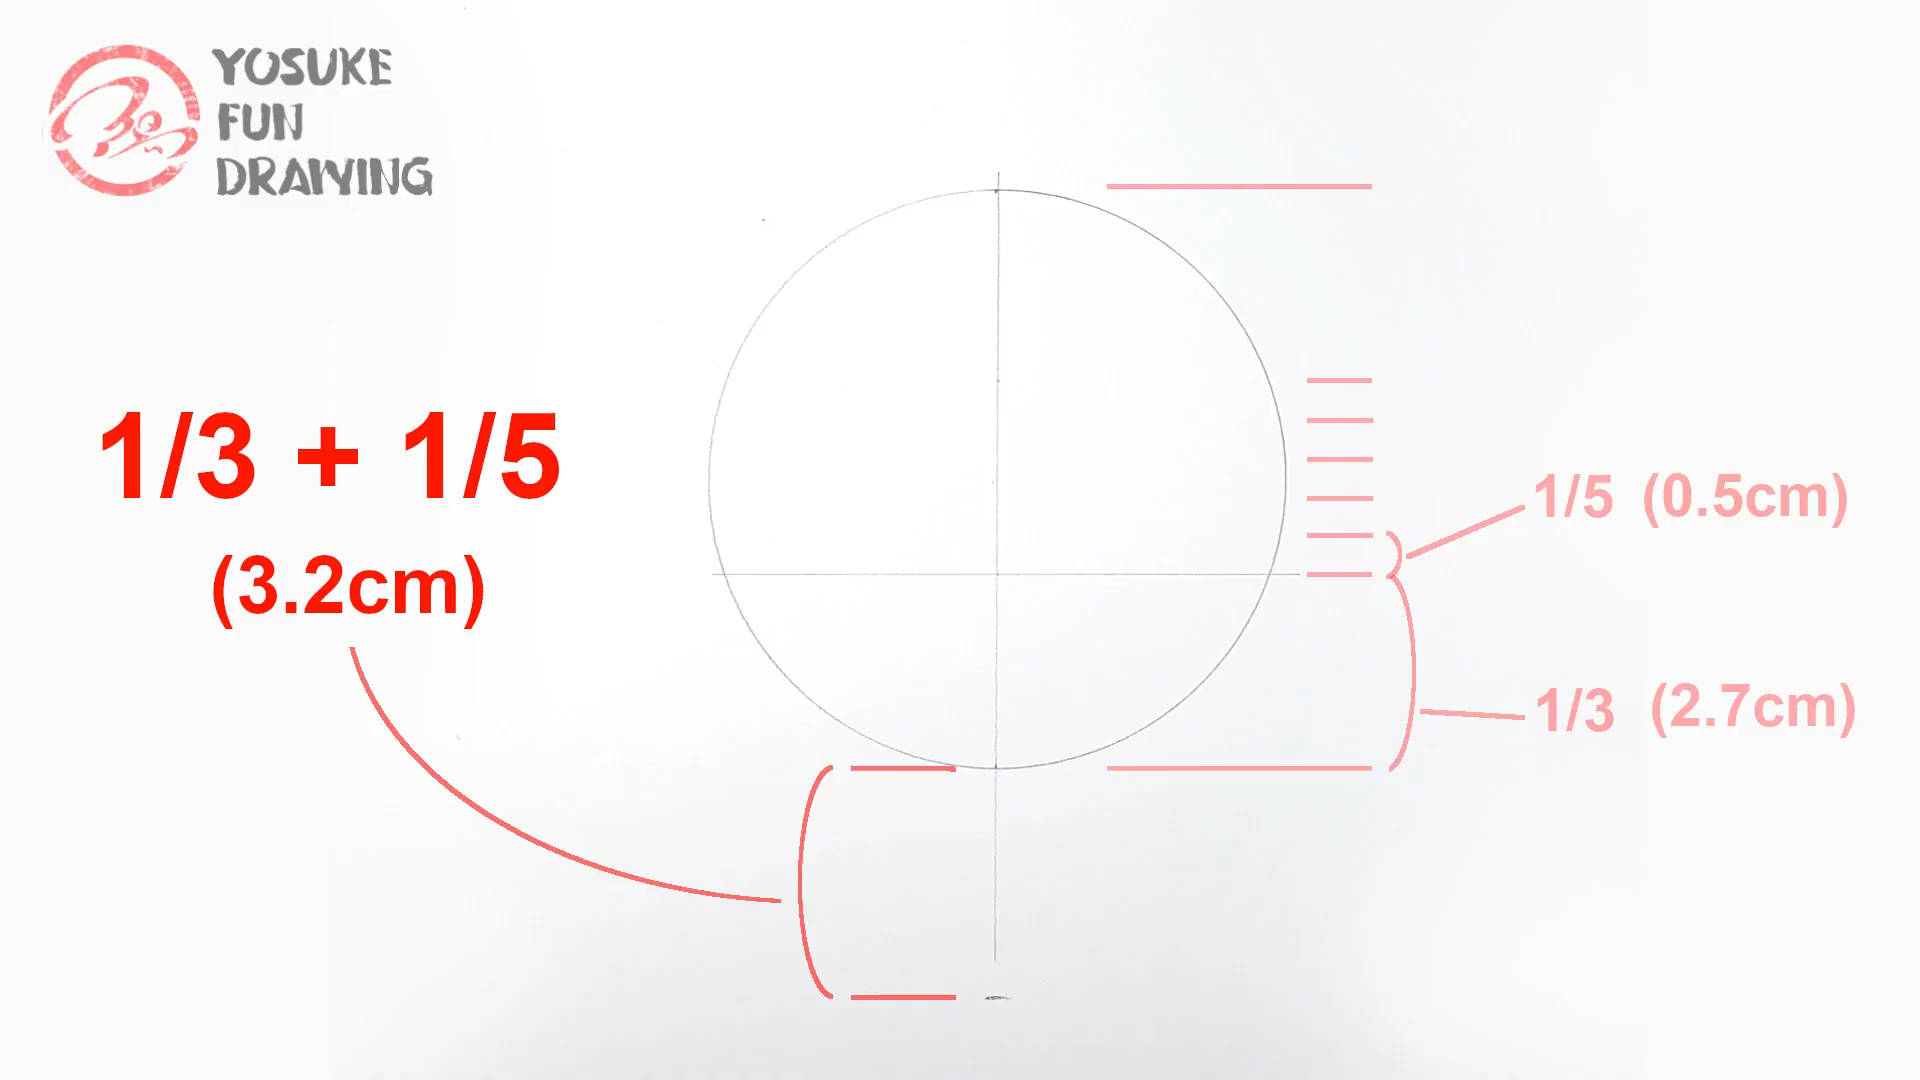 YOSUKE
FUN
DRAWING
1/3 + 1/5
(3.2cm)
1/5 (0.5cm)
1/3 (2.7cm)